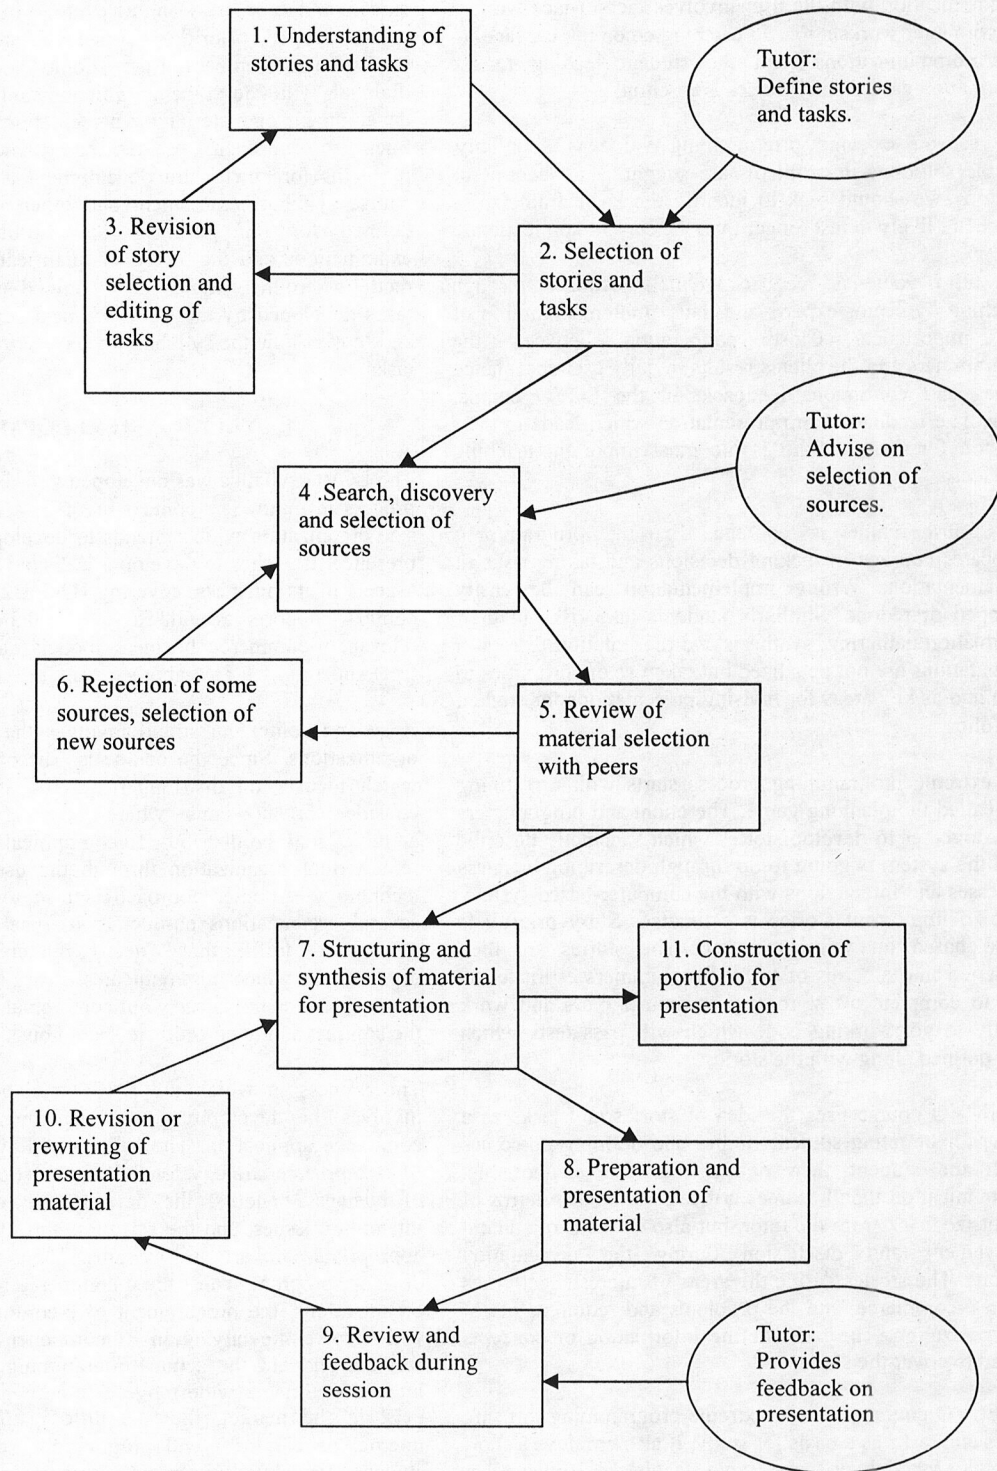 1. Understanding of
stories and tasks
Tutor:
Define stories
and tasks.
3. Revision
of story
selection and
editing of
tasks
2. Selection of
stories and
tasks
Tutor:
Advise on
selection of
sources.
4 .Search, discovery
and selection of
sources
6. Rejection of some
sources, selection of
new sources
5. Review of
material selection
with peers
7. Structuring and
synthesis of material
for presentation
11. Construction of
portfolio for
presentation
10. Revision or
rewriting of
presentation
material
8. Preparation and
presentation of
material
9. Review and
feedback during
session
Tutor:
Provides
feedback on
presentation